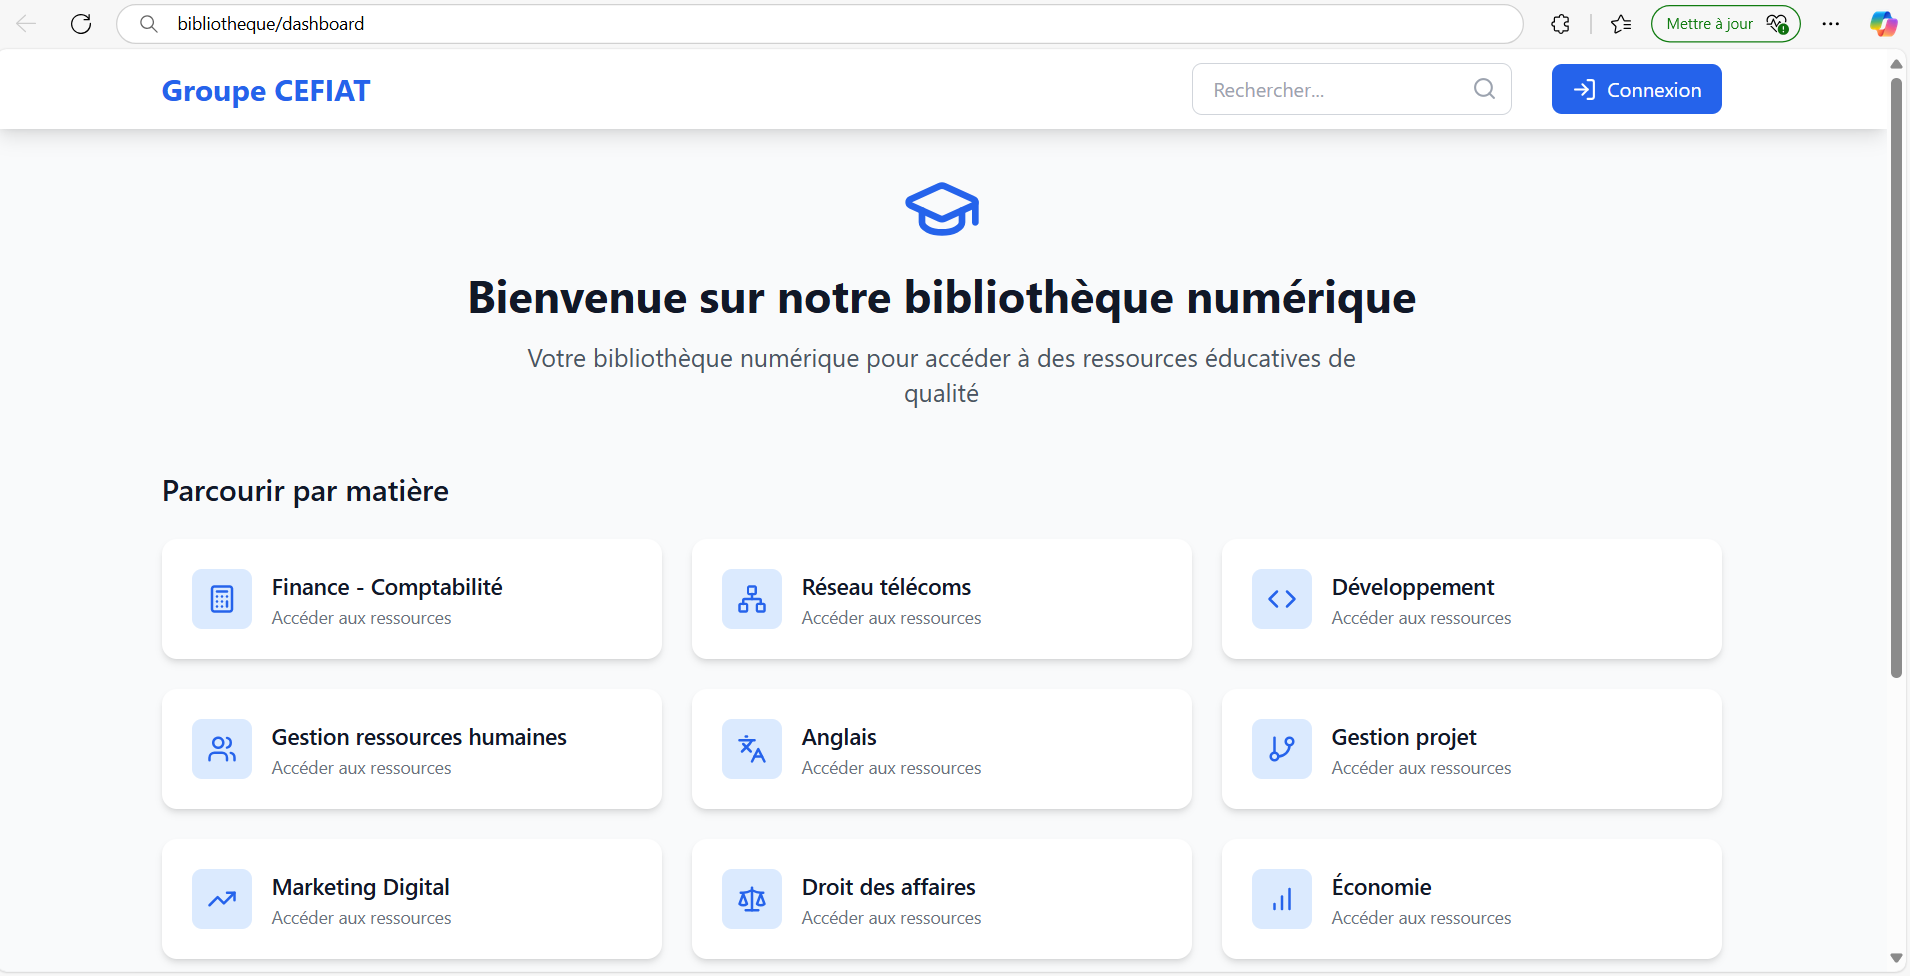 bibliotheque/dashboard
Mettre à jour
Groupe CEFIAT
Rechercher...
Connexion
Bienvenue sur notre bibliothèque numérique
Votre bibliothèque numérique pour accéder à des ressources éducatives de
qualité
Parcourir par matière
Finance - Comptabilité
Accéder aux ressources
Réseau télécoms
Accéder aux ressources
Développement
Accéder aux ressources
Gestion ressources humaines
Accéder aux ressources
Anglais
Accéder aux ressources
Gestion projet
Accéder aux ressources
Marketing Digital
Accéder aux ressources
Droit des affaires
Accéder aux ressources
Économie
Accéder aux ressources